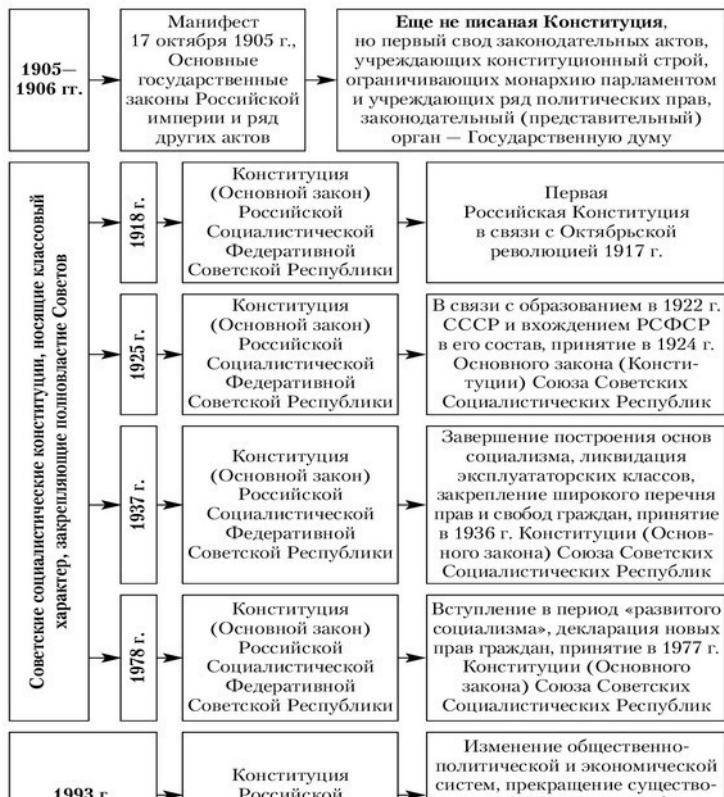 1905—
1906 гг.
Манифест
17 октября 1905 г.,
Основные
государственные
законы Российской
империи и ряд
других актов
Еще не писаная Конституция,
но первый свод законодательных актов,
учреждающих конституционный строй,
ограничивающих монархию парламентом
и учреждающих ряд политических прав,
законодательный (представительный)
орган — Государственную думу
Советские социалистические конституции, носящие классовый
характер, закрепляющие полновластие Советов
1918 г.
Конституция
(Основной закон)
Российской
Социалистической
Федеративной
Советской Республики
Первая
Российская Конституция
в связи с Октябрьской
революцией 1917 г.
1925 г.
Конституция
(Основной закон)
Российской
Социалистической
Федеративной
Советской Республики
В связи с образованием в 1922 г.
СССР и вхождением РСФСР
в его состав, принятие в 1924 г.
Основного закона (Консти-
туции) Союза Советских
Социалистических Республик
1937 г.
Конституция
(Основной закон)
Российской
Социалистической
Федеративной
Советской Республики
Завершение построения основ
социализма, ликвидация
эксплуататорских классов,
закрепление широкого перечня
прав и свобод граждан, принятие
в 1936 г. Конституции (Основ-
ного закона) Союза Советских
Социалистических Республик
1978 г.
Конституция
(Основной закон)
Российской
Социалистической
Федеративной
Советской Республики
Вступление в период «развитого
социализма», декларация новых
прав граждан, принятие в 1977 г.
Конституции (Основного
закона) Союза Советских
Социалистических Республик
1993 г.
Конституция
Российской
Изменение общественно-
политической и экономической
систем, прекращение существо-